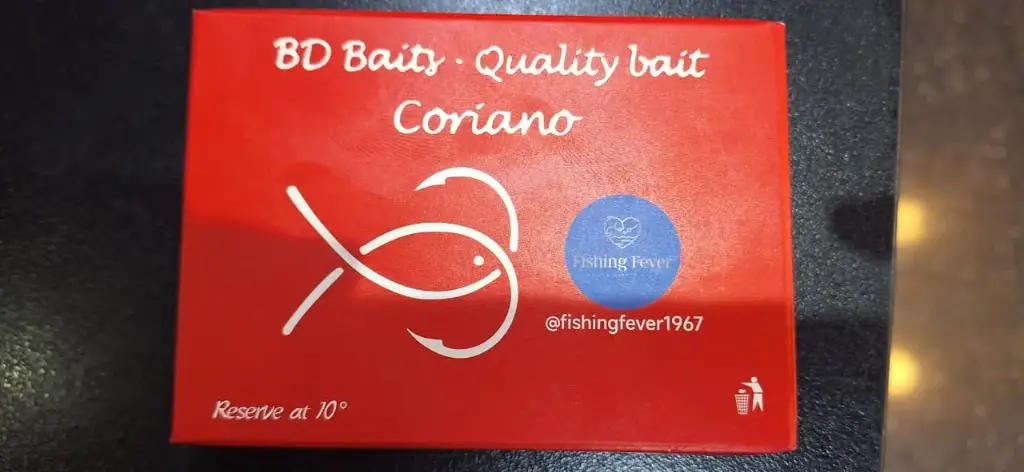 BD Baits · Quality bait
Coriano
Fishing Fever
@fishingfever1967
Reserve at 10°